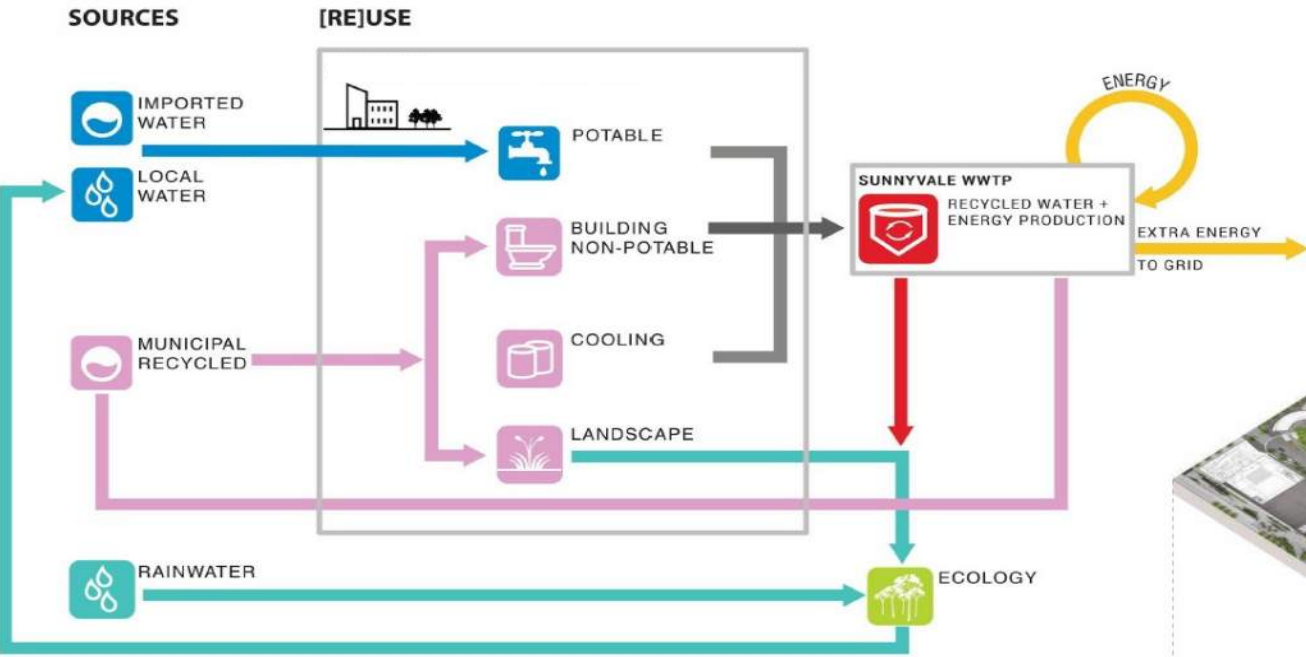 SOURCES
[RE]USE
IMPORTED
WATER
LOCAL
WATER
POTABLE
BUILDING
NON-POTABLE
MUNICIPAL
RECYCLED
COOLING
LANDSCAPE
RAINWATER
ECOLOGY
SUNNYVALE WWTP
RECYCLED WATER +
ENERGY PRODUCTION
ENERGY
EXTRA ENERGY
TO GRID